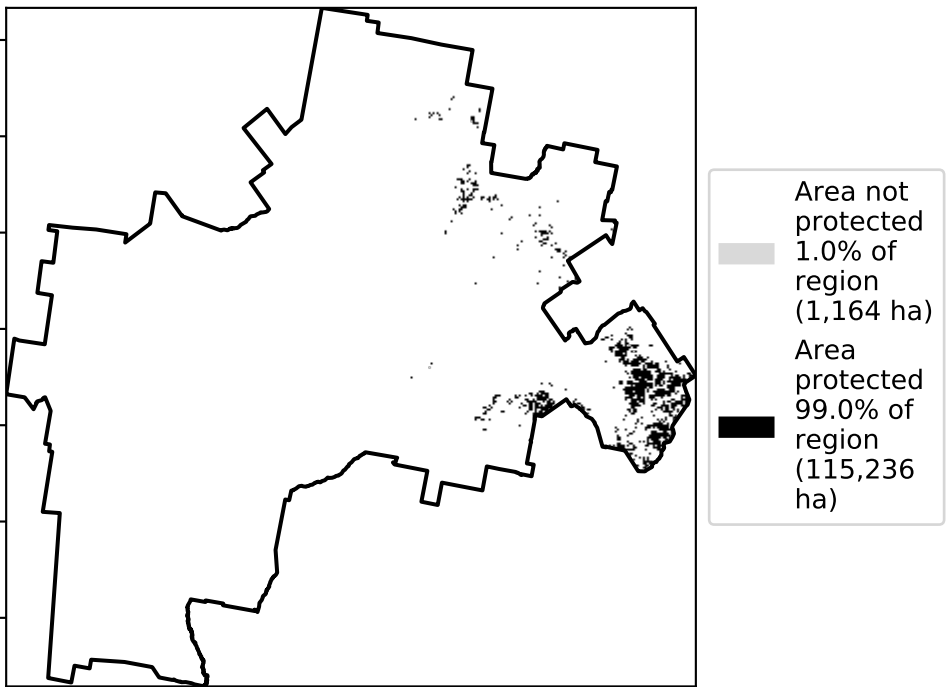 Area not
protected
1.0% of
region
(1,164 ha)
Area
protected
99.0% of
region
(115,236
ha)